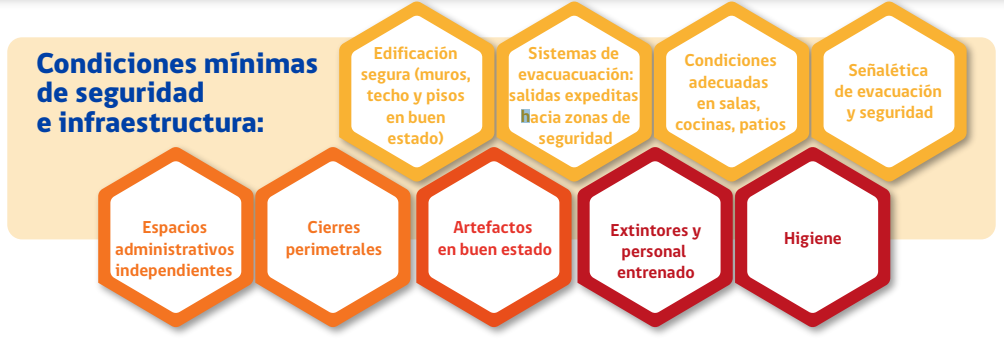 Condiciones mínimas
de seguridad
e infraestructura:
Edificación
segura (muros,
techo y pisos
en buen
estado)
Sistemas de
evacuacuación:
salidas expeditas
hacia zonas de
seguridad
Condiciones
adecuadas
en salas,
cocinas, patios
Señalética
de evacuación
y seguridad
Espacios
administrativos
independientes
Cierres
perimetrales
Artefactos
en buen estado
Extintores y
personal
entrenado
Higiene